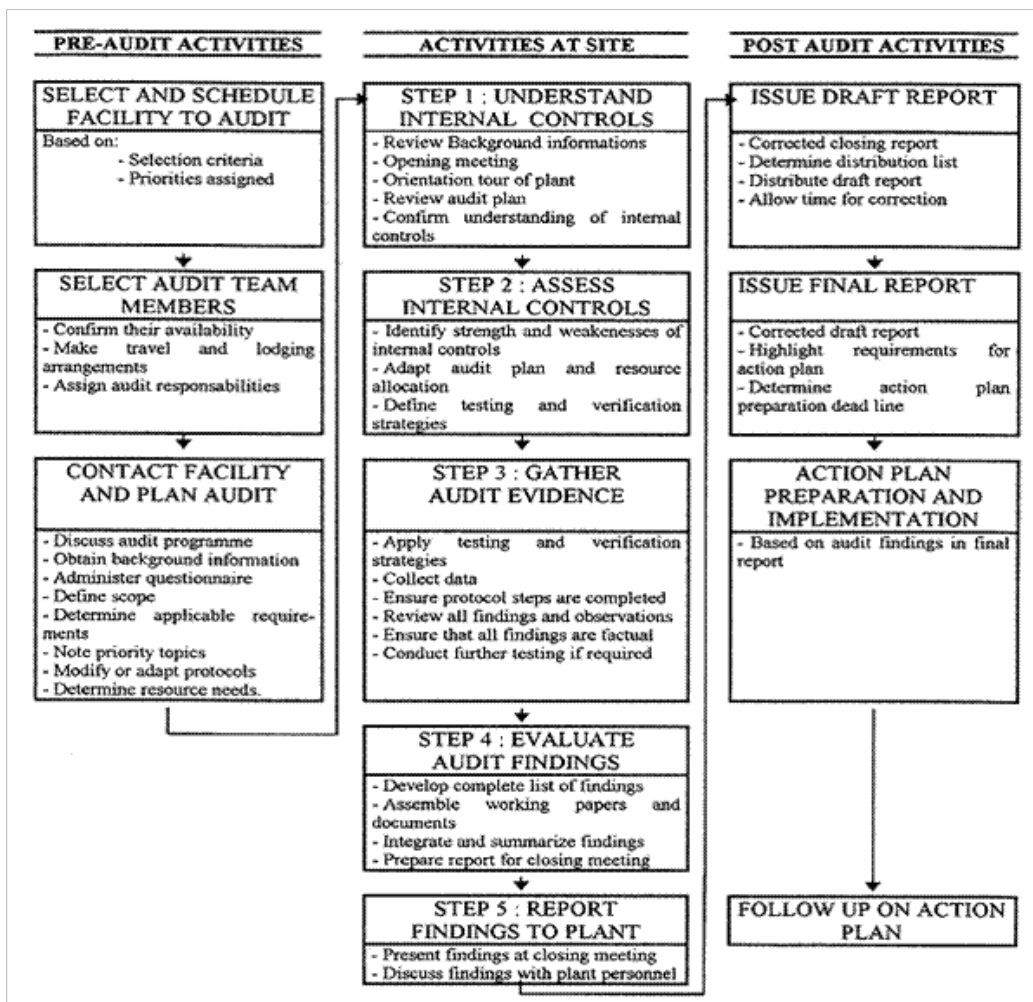 PRE-AUDIT ACTIVITIES
SELECT AND SCHEDULE
FACILITY TO AUDIT
Based on:
- Selection criteria
- Priorities assigned
SELECT AUDIT TEAM
MEMBERS
- Confirm their availability
- Make travel and lodging
arrangements
- Assign audit responsabilities
CONTACT FACILITY
AND PLAN AUDIT
- Discuss audit programme
- Obtain background information
- Administer questionnaire
- Define scope
- Determine applicable require-
ments
- Note priority topics
- Modify or adapt protocols
- Determine resource needs.
ACTIVITIES AT SITE
STEP 1 : UNDERSTAND
INTERNAL CONTROLS
- Review Background informations
- Opening meeting
- Orientation tour of plant
- Review audit plan
- Confirm understanding of internal
controls
STEP 2 : ASSESS
INTERNAL CONTROLS
- Identify strength and weakenesses of
internal controls
- Adapt audit plan and resource
allocation
- Define testing and verification
strategies
STEP 3 : GATHER
AUDIT EVIDENCE
- Apply testing and verification
strategies
- Collect data
- Ensure protocol steps are completed
- Review all findings and observations
- Ensure that all findings are factual
- Conduct further testing if required
STEP 4 : EVALUATE
AUDIT FINDINGS
- Develop complete list of findings
- Assemble working papers and
documents
- Integrate and summarize findings
- Prepare report for closing meeting
STEP 5 : REPORT
FINDINGS TO PLANT
- Present findings at closing meeting
- Discuss findings with plant personnel
POST AUDIT ACTIVITIES
ISSUE DRAFT REPORT
- Corrected closing report
- Determine distribution list
- Distribute draft report
- Allow time for correction
ISSUE FINAL REPORT
- Corrected draft report
- Highlight requirements for
action plan
- Determine action plan
preparation dead line
ACTION PLAN
PREPARATION AND
IMPLEMENTATION
- Based on audit findings in final
report
FOLLOW UP ON ACTION
PLAN